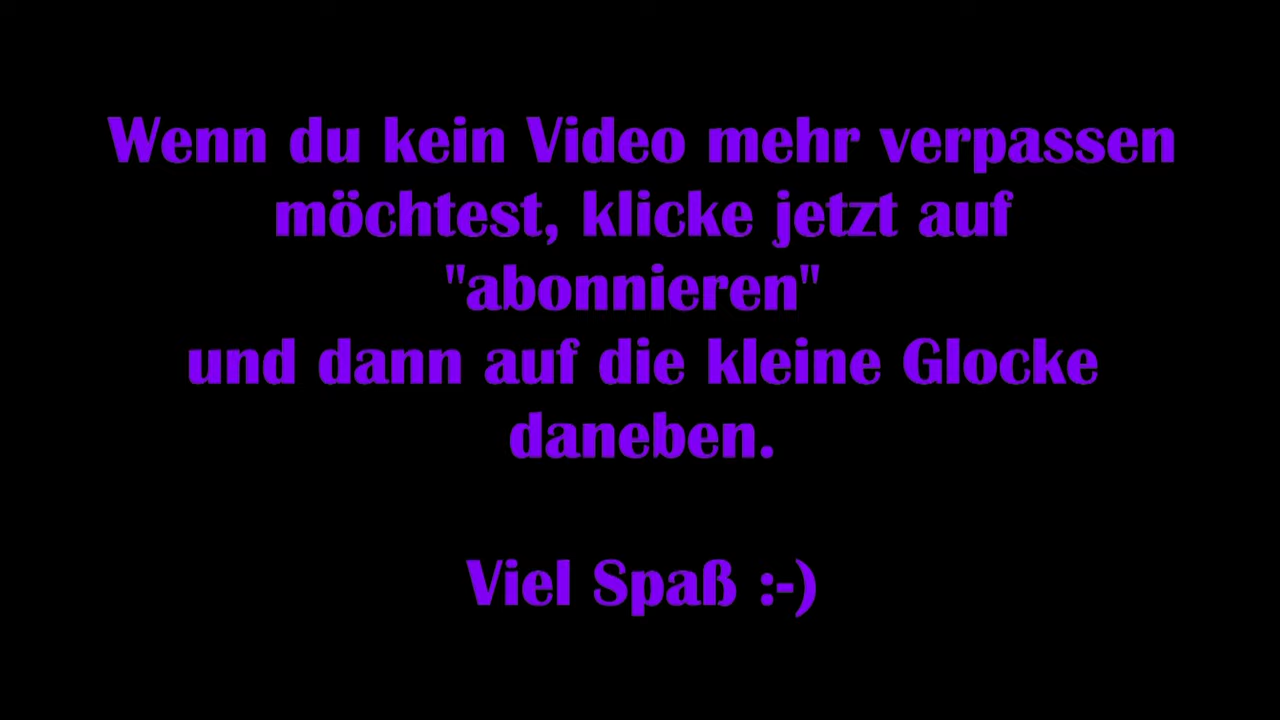 Wenn du kein Video mehr verpassen
möchtest, klicke jetzt auf
"abonnieren"
und dann auf die kleine Glocke
daneben.
Viel Spaß :-)